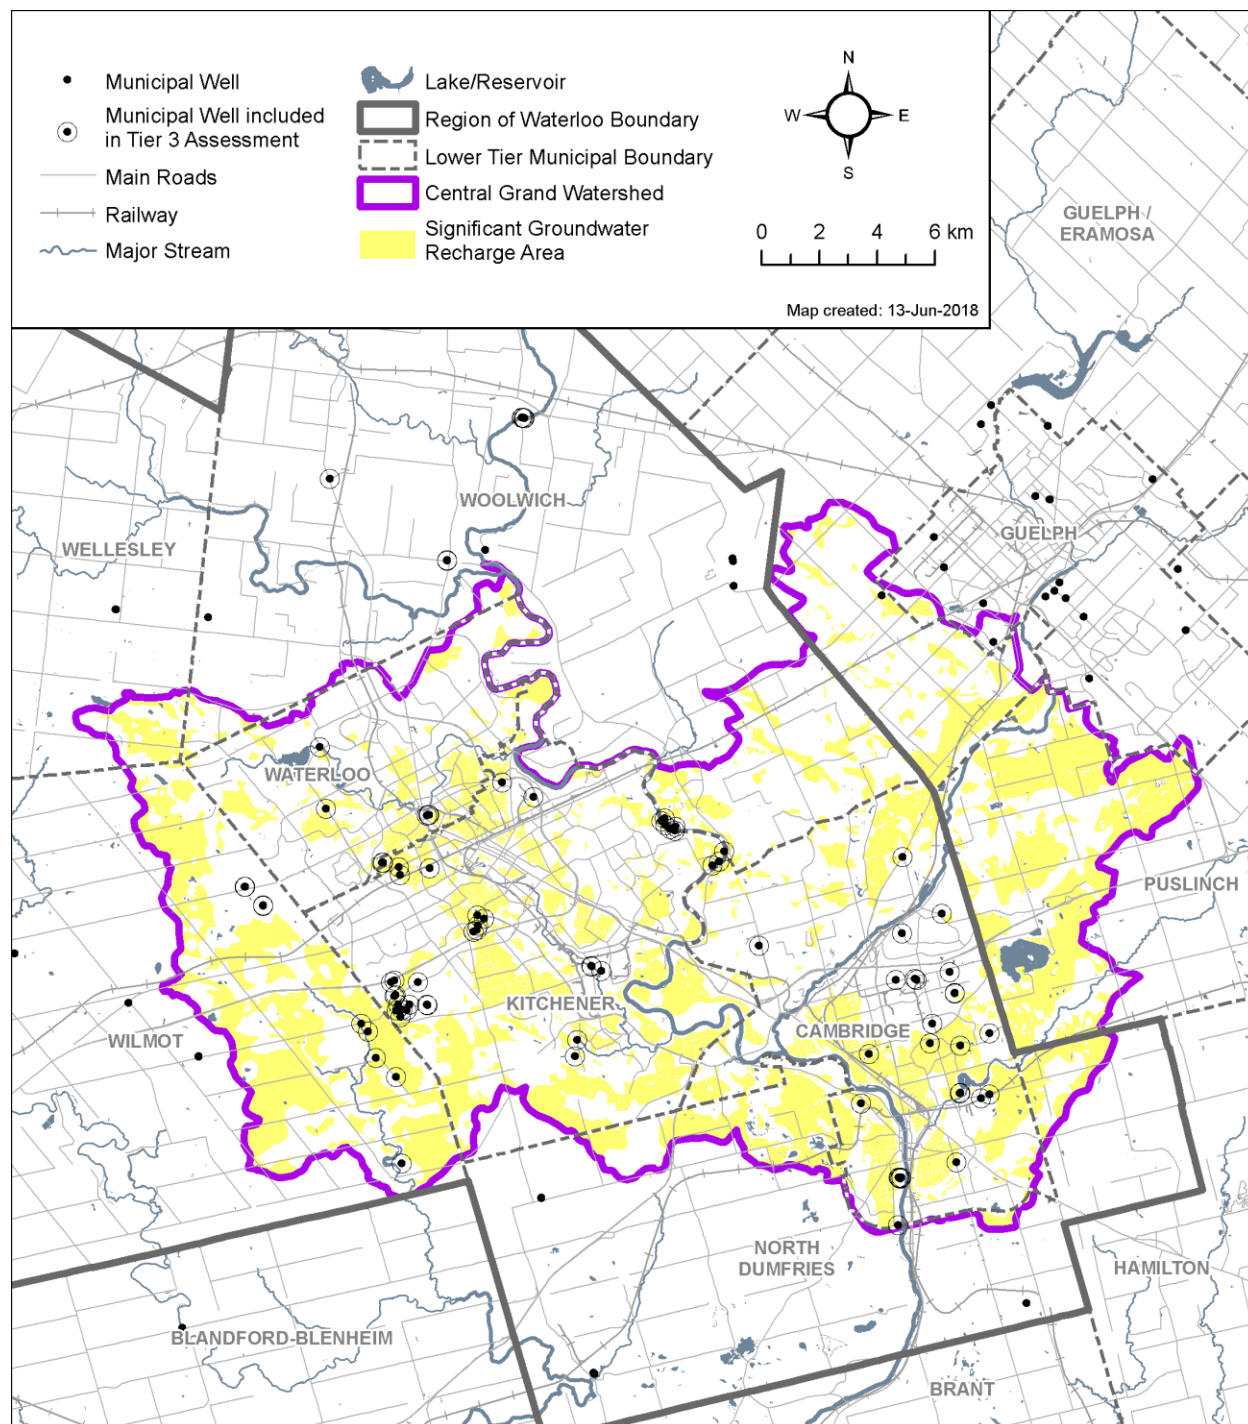 Municipal Well
Municipal Well included
in Tier 3 Assessment
Main Roads
Railway
Major Stream
Lake/Reservoir
Region of Waterloo Boundary
Lower Tier Municipal Boundary
Central Grand Watershed
Significant Groundwater
Recharge Area
N
W
E
S
0 2 4 6 km
Map created: 13-Jun-2018
GUELPH /
ERAMOSA
WOOLWICH
WELLESLEY
GUELPH
WATERLOO
PUSLINCH
KITCHENER
CAMBRIDGE
WILMOT
NORTH
DUMFRIES
HAMILTON
BLANDFORD-BLENHEIM
BRANT